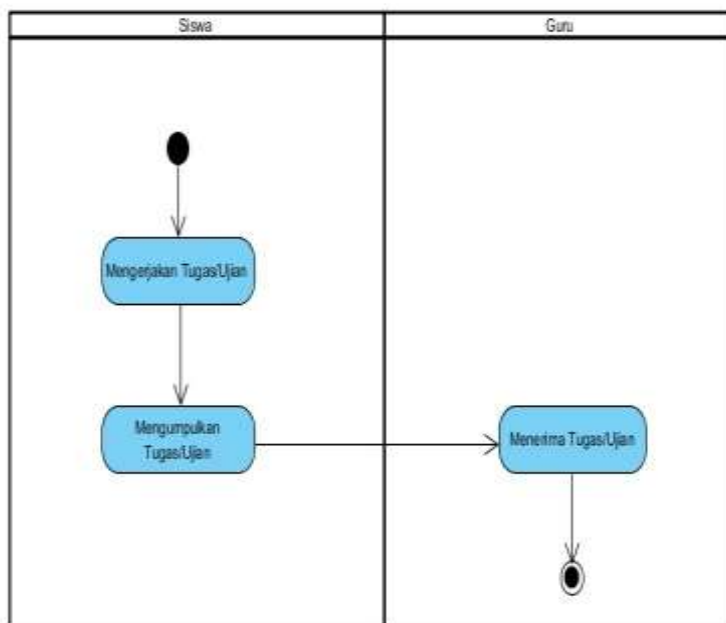 Siswa
Guru
Mengerjakan Tugas/Ujian
Mengumpulkan
Tugas/Ujian
Menerima Tugas/Ujian